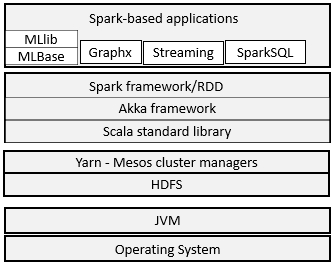 Spark-based applications
MLlib
MLBase
Graphx
Streaming
SparkSQL
Spark framework/RDD
Akka framework
Scala standard library
Yarn - Mesos cluster managers
HDFS
JVM
Operating System